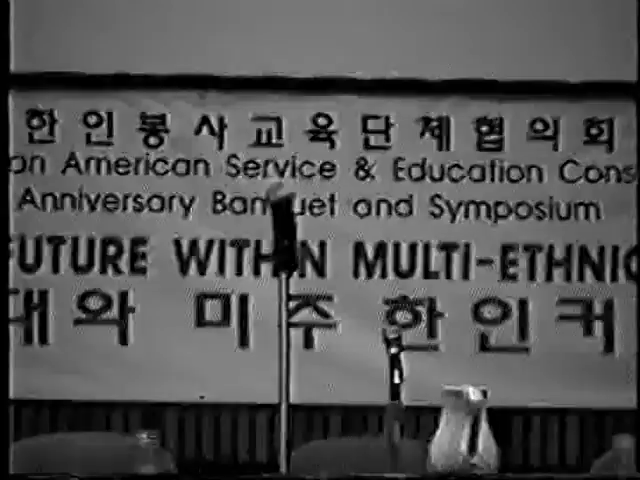 한인봉사교육단체협의회
on American Service & Education Cons
Anniversary Banquet and Symposium
FUTURE WITHIN MULTI-ETHNIC
대와 미주한인커